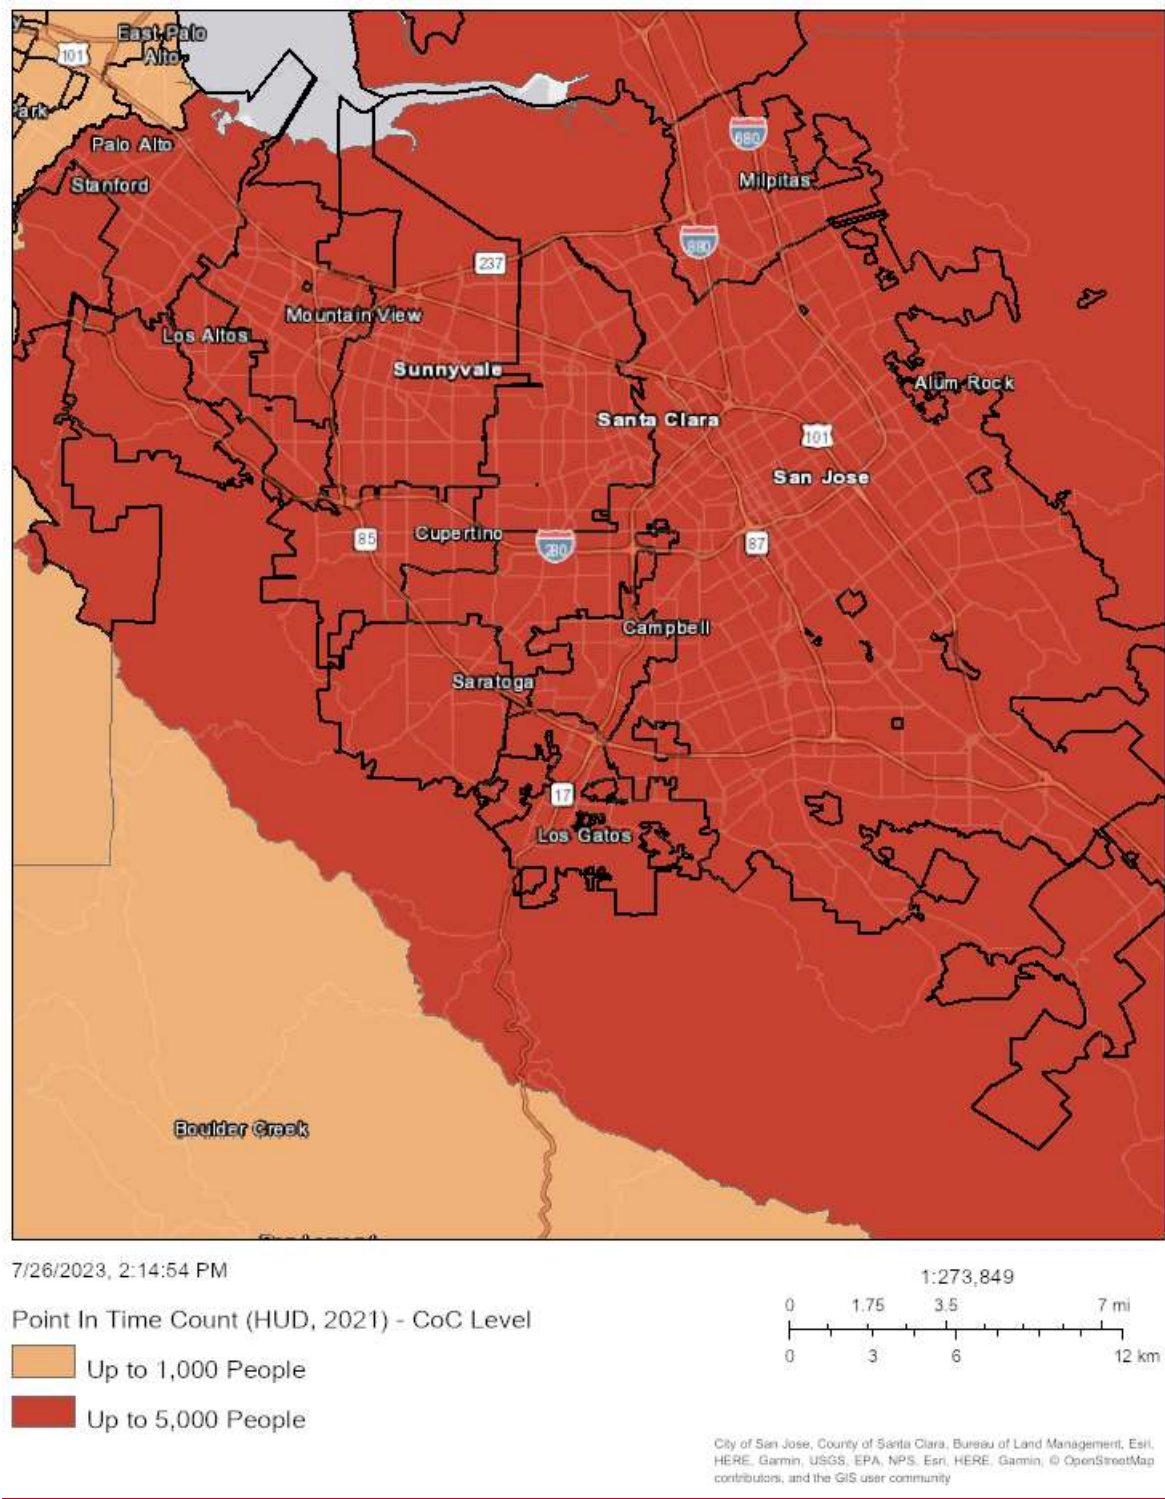 East Palo
Alto
101
ark
Palo Alto
Stanford
680
Milpitas
880
237
Mountain View
Los Altos
Sunnyvale
Alum Rock
Santa Clara
101
San Jose
85
Cupertino
280
87
Campbell
Saratoga
17
Los Gatos
Boulder Creek
7/26/2023, 2:14:54 PM
1:273,849
0 1.75 3.5 7 mi
0 3 6 12 km
Point In Time Count (HUD, 2021) - CoC Level
Up to 1,000 People
Up to 5,000 People
City of San Jose, County of Santa Clara, Bureau of Land Management, Esri,
HERE, Garmin, USGS, EPA, NPS, Esri, HERE, Garmin, © OpenStreetMap
contributors, and the GIS user community